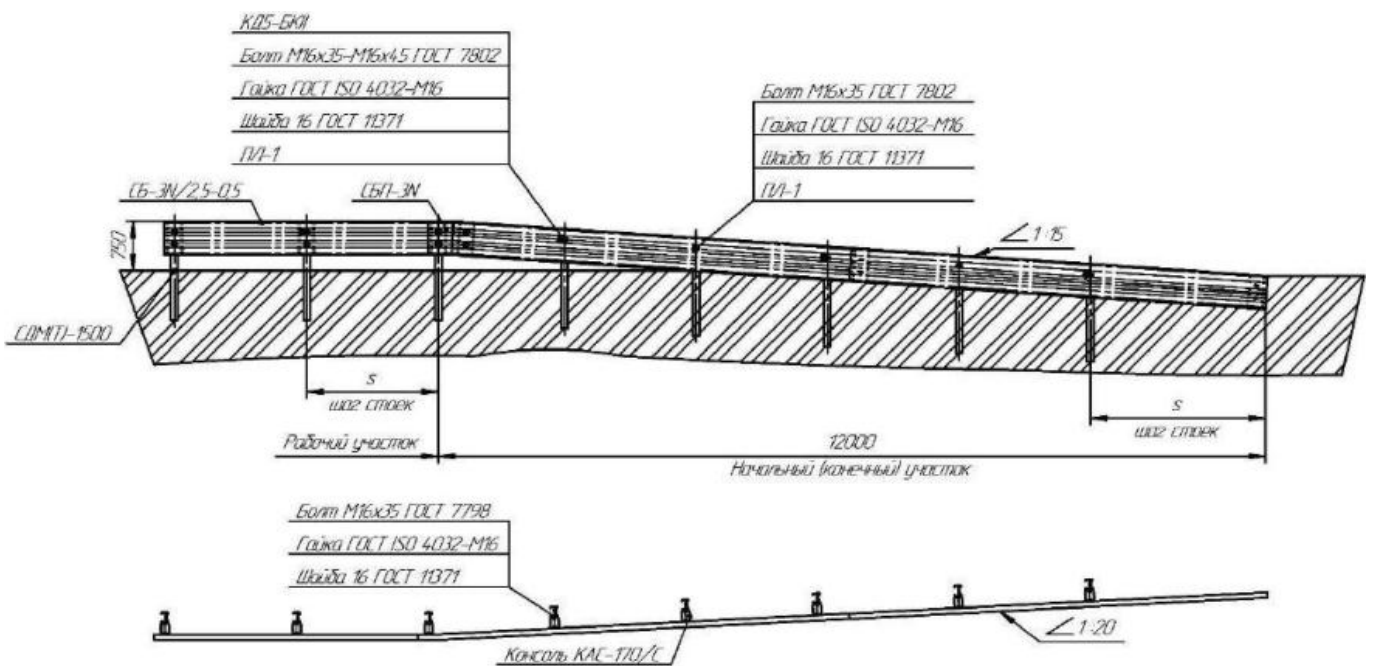 КД5-БКИ
Болт М16х35-М16х45 ГОСТ 7802
Гайка ГОСТ ISO 4032-М16
Шайба 16 ГОСТ 11371
ПЛ-1
Болт М16х35 ГОСТ 7802
Гайка ГОСТ ISO 4032-М16
Шайба 16 ГОСТ 11371
ПЛ-1
СБ-3N/2,5-0,5
СБП-3N
∠1:15
750
СДМ(Т)-1500
s
шаг стоек
s
шаг стоек
Рабочий участок
12000
Начальный (конечный) участок
Болт М16х35 ГОСТ 7798
Гайка ГОСТ ISO 4032-М16
Шайба 16 ГОСТ 11371
Консоль КАС-170/С
∠1:20